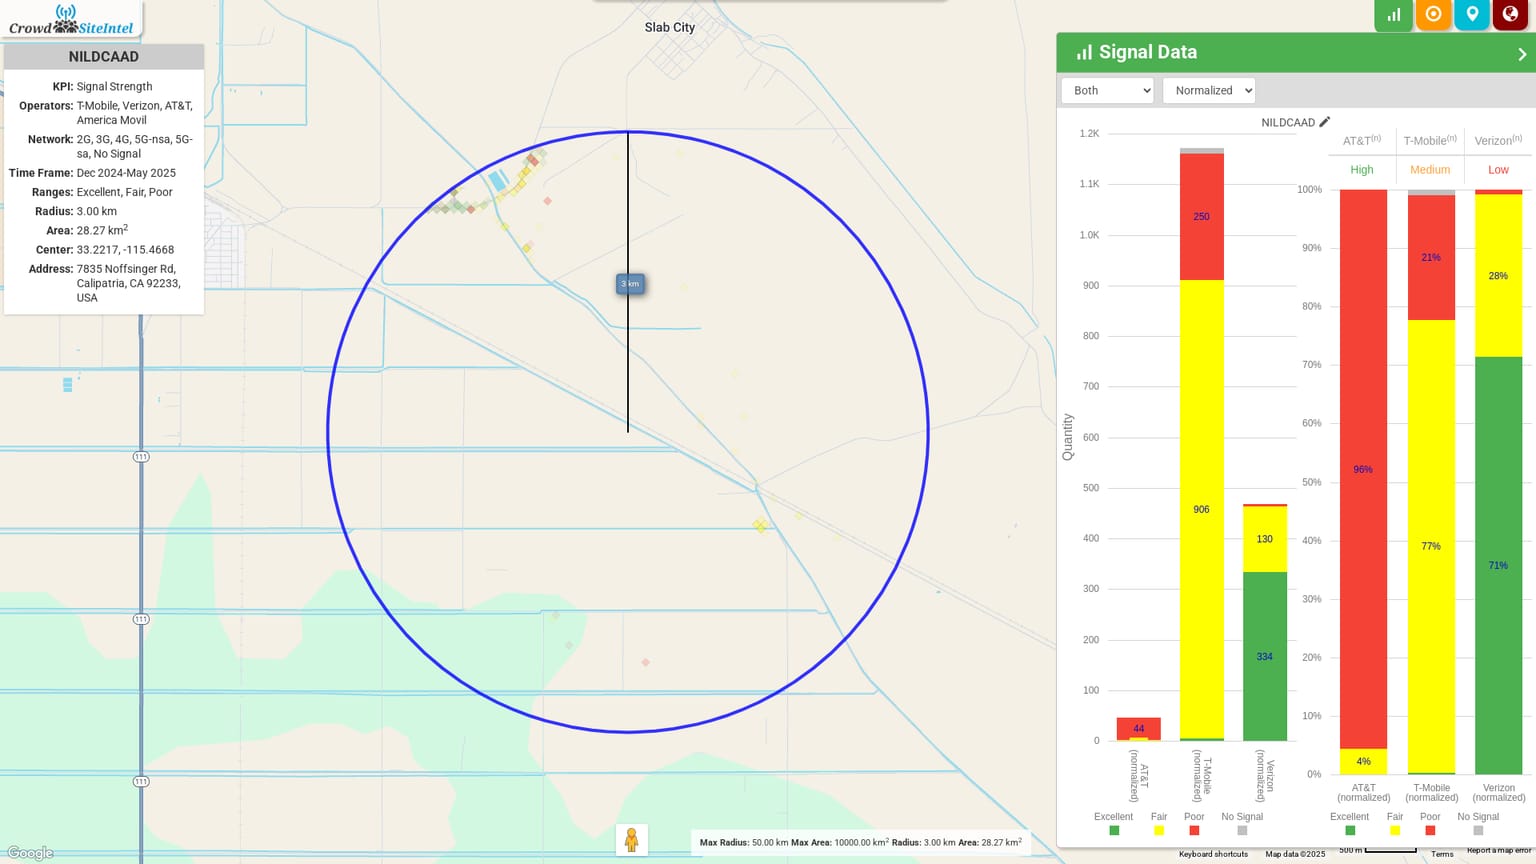 Crowd SiteIntel
NILDCAAD
KPI: Signal Strength
Operators: T-Mobile, Verizon, AT&T,
America Movil
Network: 2G, 3G, 4G, 5G-nsa, 5G-
sa, No Signal
Time Frame: Dec 2024-May 2025
Ranges: Excellent, Fair, Poor
Radius: 3.00 km
Area: 28.27 km²
Center: 33.2217, -115.4668
Address: 7835 Noffsinger Rd,
Calipatria, CA 92233,
USA
Slab City
3 km
111
111
111
Google
Max Radius: 50.00 km Max Area: 10000.00 km² Radius: 3.00 km Area: 28.27 km²
Signal Data
Both
Normalized
NILDCAAD
Quantity
1.2K
1.1K
1.0K
900
800
700
600
500
400
300
200
100
0
250
906
44
130
334
AT&T
(normalized)
T-Mobile
(normalized)
Verizon
(normalized)
Excellent Fair Poor No Signal
AT&T(n) T-Mobile(n) Verizon(n)
High Medium Low
100%
90%
80%
70%
60%
50%
40%
30%
20%
10%
0%
96%
4%
21%
77%
28%
71%
AT&T
(normalized)
T-Mobile
(normalized)
Verizon
(normalized)
Excellent Fair Poor No Signal
Keyboard shortcuts Map data ©2025 500 m Terms Report a map error